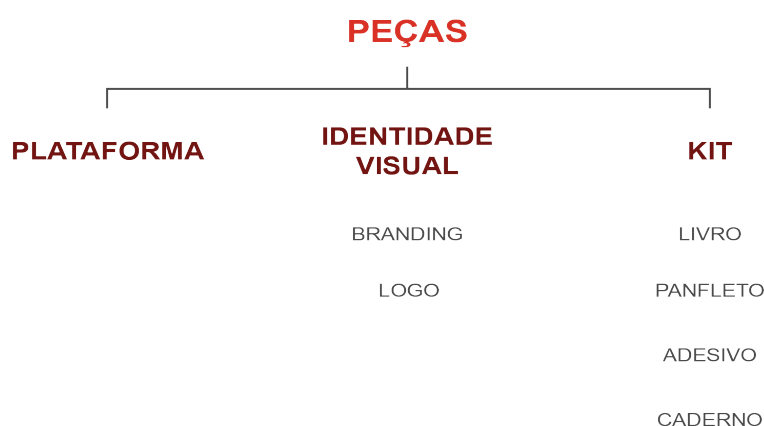 PEÇAS
PLATAFORMA
IDENTIDADE
VISUAL
KIT
BRANDING
LIVRO
LOGO
PANFLETO
ADESIVO
CADERNO